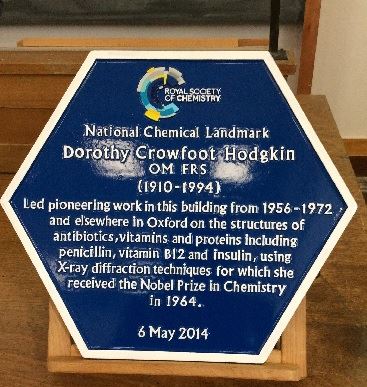 ROYAL SOCIETY
OF CHEMISTRY
National Chemical Landmark
Dorothy Crowfoot Hodgkin
OM FRS
(1910-1994)
Led pioneering work in this building from 1956-1972
and elsewhere in Oxford on the structures of
antibiotics, vitamins and proteins including
penicillin, vitamin B12 and insulin, using
X-ray diffraction techniques for which she
received the Nobel Prize in Chemistry
in 1964.
6 May 2014